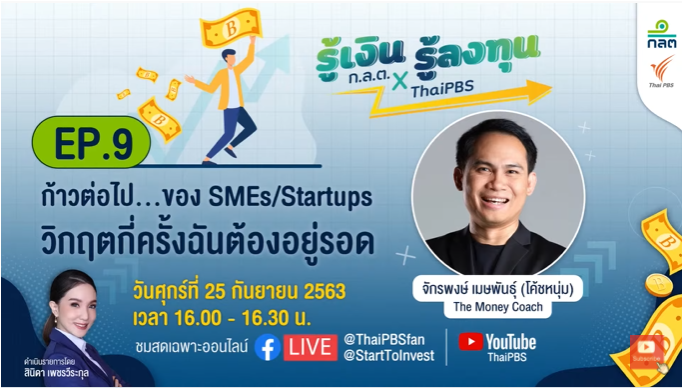 รู้เงิน รู้ลงทุน
ก.ล.ต. X ThaiPBS
กลต
Thai PBS
EP.9
ก้าวต่อไป...ของ SMEs/Startups
วิกฤตกี่ครั้งฉันต้องอยู่รอด
จักรพงษ์ เมษพันธุ์ (โค้ชหนุ่ม)
The Money Coach
วันศุกร์ที่ 25 กันยายน 2563
เวลา 16.00 - 16.30 น.
ชมสดเฉพาะออนไลน์
LIVE
@ThaiPBSfan
@StartToInvest
YouTube
ThaiPBS
ดำเนินรายการโดย
สินิดา เพชรวีระกุล
Subscribe